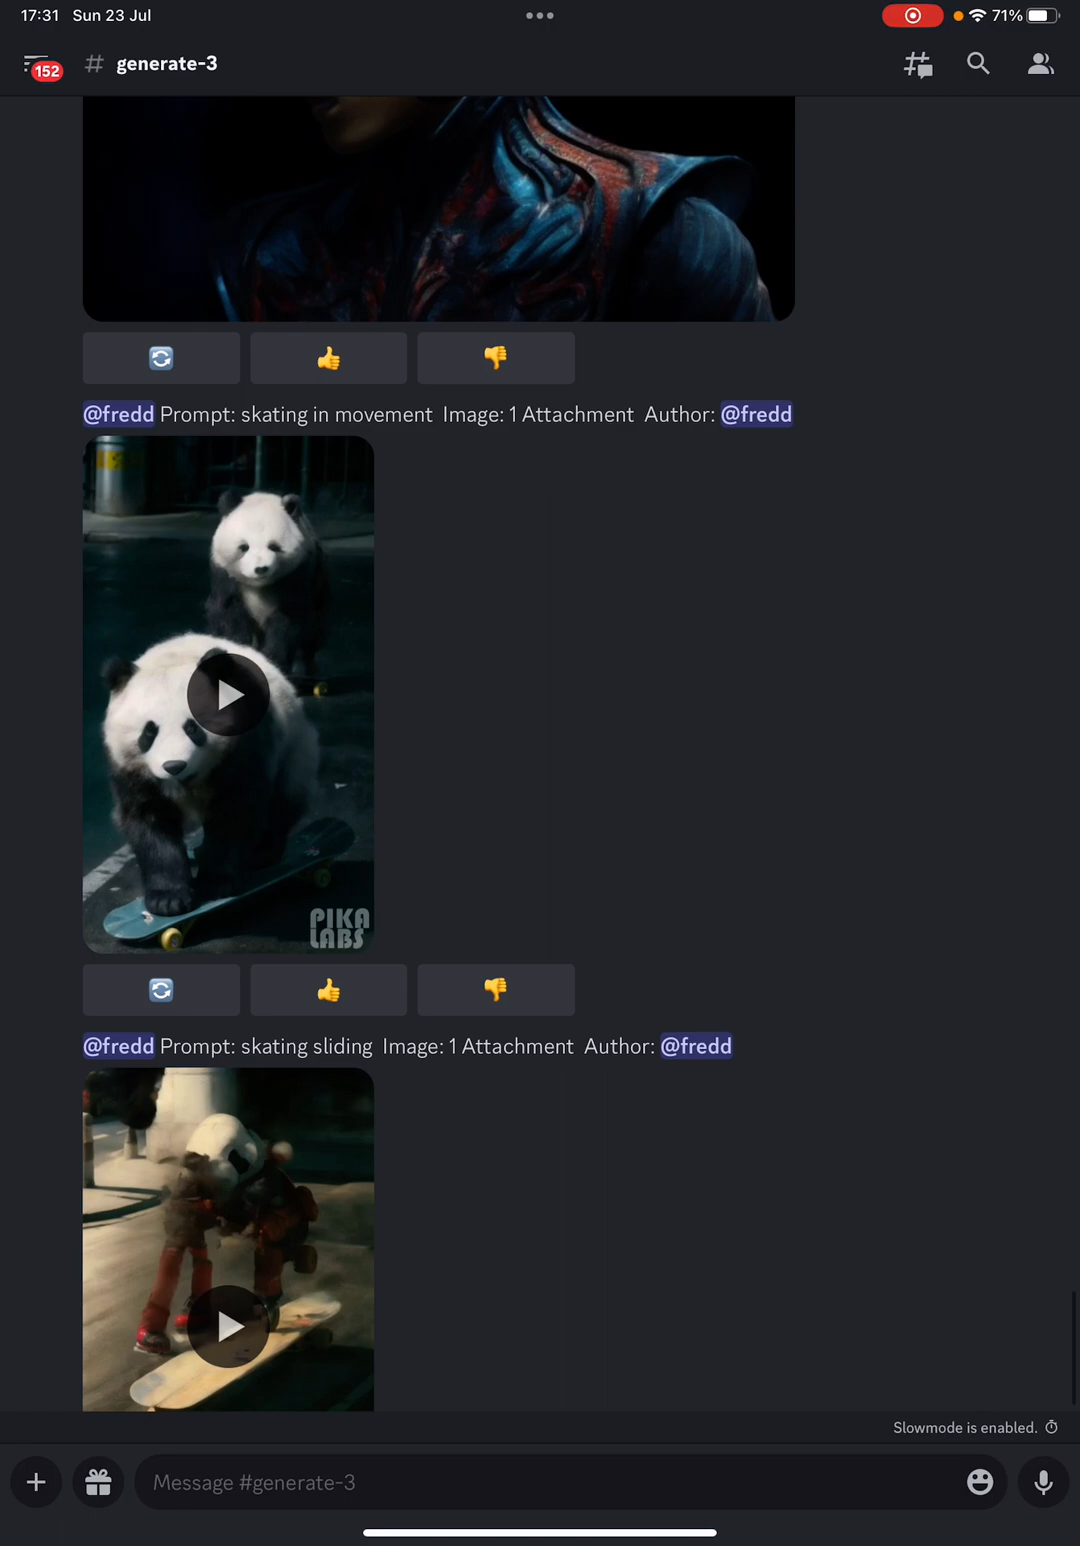 17:31 Sun 23 Jul
71%
152
# generate-3
@fredd Prompt: skating in movement Image: 1 Attachment Author: @fredd
PIKA
LABS
@fredd Prompt: skating sliding Image: 1 Attachment Author: @fredd
Slowmode is enabled.
Message #generate-3